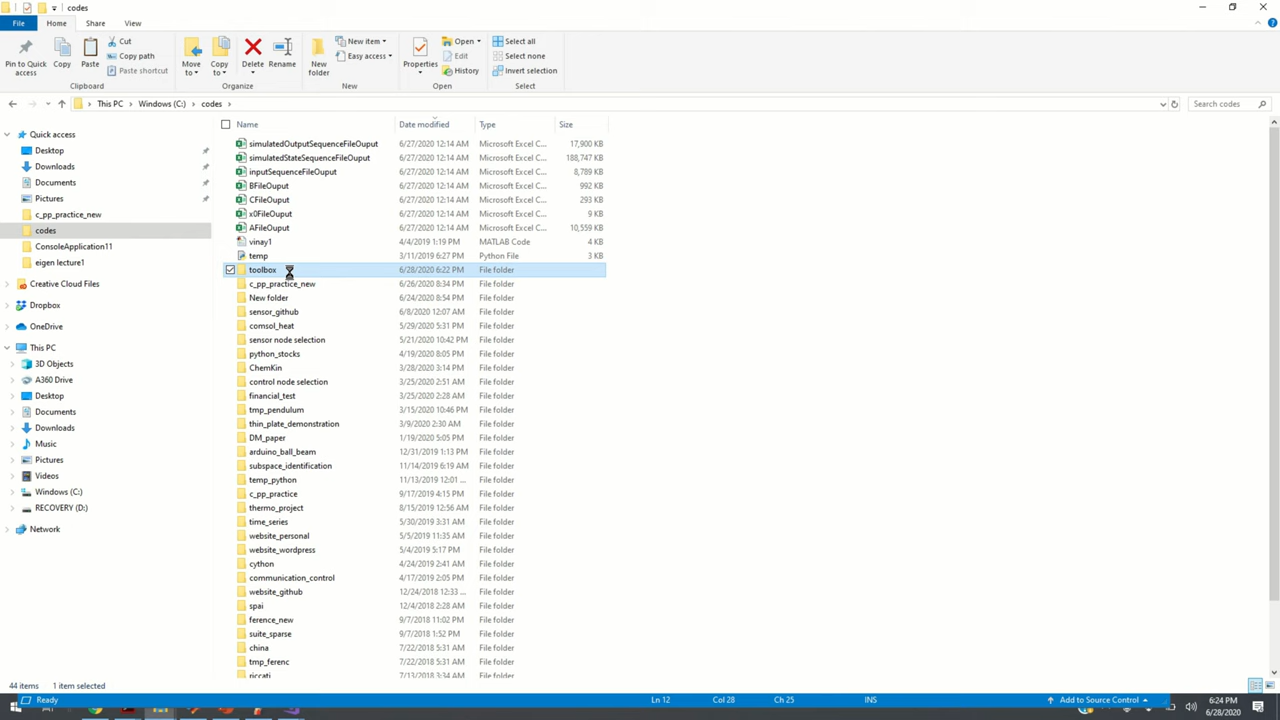 codes
File Home Share View
Pin to Quick access
Copy
Paste
Cut
Copy path
Paste shortcut
Clipboard
Move to
Copy to
Delete
Rename
Organize
New folder
New item
Easy access
New
Properties
Open
Edit
History
Open
Select all
Select none
Invert selection
Select
This PC > Windows (C:) > codes >
Search codes
Quick access
Desktop
Downloads
Documents
Pictures
c_pp_practice_new
codes
ConsoleApplication11
eigen lecture1
Creative Cloud Files
Dropbox
OneDrive
This PC
3D Objects
A360 Drive
Desktop
Documents
Downloads
Music
Pictures
Videos
Windows (C:)
RECOVERY (D:)
Network
Name Date modified Type Size
simulatedOutputSequenceFileOuput 6/27/2020 12:14 AM Microsoft Excel C... 17,900 KB
simulatedStateSequenceFileOuput 6/27/2020 12:14 AM Microsoft Excel C... 188,747 KB
inputSequenceFileOuput 6/27/2020 12:14 AM Microsoft Excel C... 8,789 KB
BFileOuput 6/27/2020 12:14 AM Microsoft Excel C... 992 KB
CFileOuput 6/27/2020 12:14 AM Microsoft Excel C... 293 KB
x0FileOuput 6/27/2020 12:14 AM Microsoft Excel C... 9 KB
AFileOuput 6/27/2020 12:14 AM Microsoft Excel C... 10,559 KB
vinay1 4/4/2019 1:19 PM MATLAB Code 4 KB
temp 3/11/2019 6:27 PM Python File 3 KB
toolbox 6/28/2020 6:22 PM File folder
c_pp_practice_new 6/26/2020 8:34 PM File folder
New folder 6/24/2020 8:54 PM File folder
sensor_github 6/8/2020 12:07 AM File folder
comsol_heat 5/29/2020 5:31 PM File folder
sensor node selection 5/21/2020 10:42 PM File folder
python_stocks 4/19/2020 8:05 PM File folder
ChemKin 3/28/2020 3:14 PM File folder
control node selection 3/25/2020 2:51 AM File folder
financial_test 3/25/2020 2:28 AM File folder
tmp_pendulum 3/15/2020 10:46 PM File folder
thin_plate_demonstration 3/9/2020 2:30 AM File folder
DM_paper 1/19/2020 5:05 PM File folder
arduino_ball_beam 12/31/2019 1:13 PM File folder
subspace_identification 11/14/2019 6:19 AM File folder
temp_python 11/13/2019 12:01 ... File folder
c_pp_practice 9/17/2019 4:15 PM File folder
thermo_project 8/15/2019 12:56 AM File folder
time_series 5/30/2019 3:31 AM File folder
website_personal 5/5/2019 11:35 AM File folder
website_wordpress 5/4/2019 5:17 PM File folder
cython 4/24/2019 2:41 AM File folder
communication_control 4/17/2019 2:05 PM File folder
website_github 12/24/2018 12:33 ... File folder
spai 12/4/2018 2:28 AM File folder
ference_new 9/7/2018 11:02 PM File folder
suite_sparse 9/7/2018 1:52 PM File folder
china 7/22/2018 5:31 AM File folder
tmp_ferenc 7/22/2018 5:31 AM File folder
riccati 7/13/2018 3:34 AM File folder
44 items 1 item selected
Ready Ln 12 Col 28 Ch 25 INS Add to Source Control
6:24 PM
6/28/2020